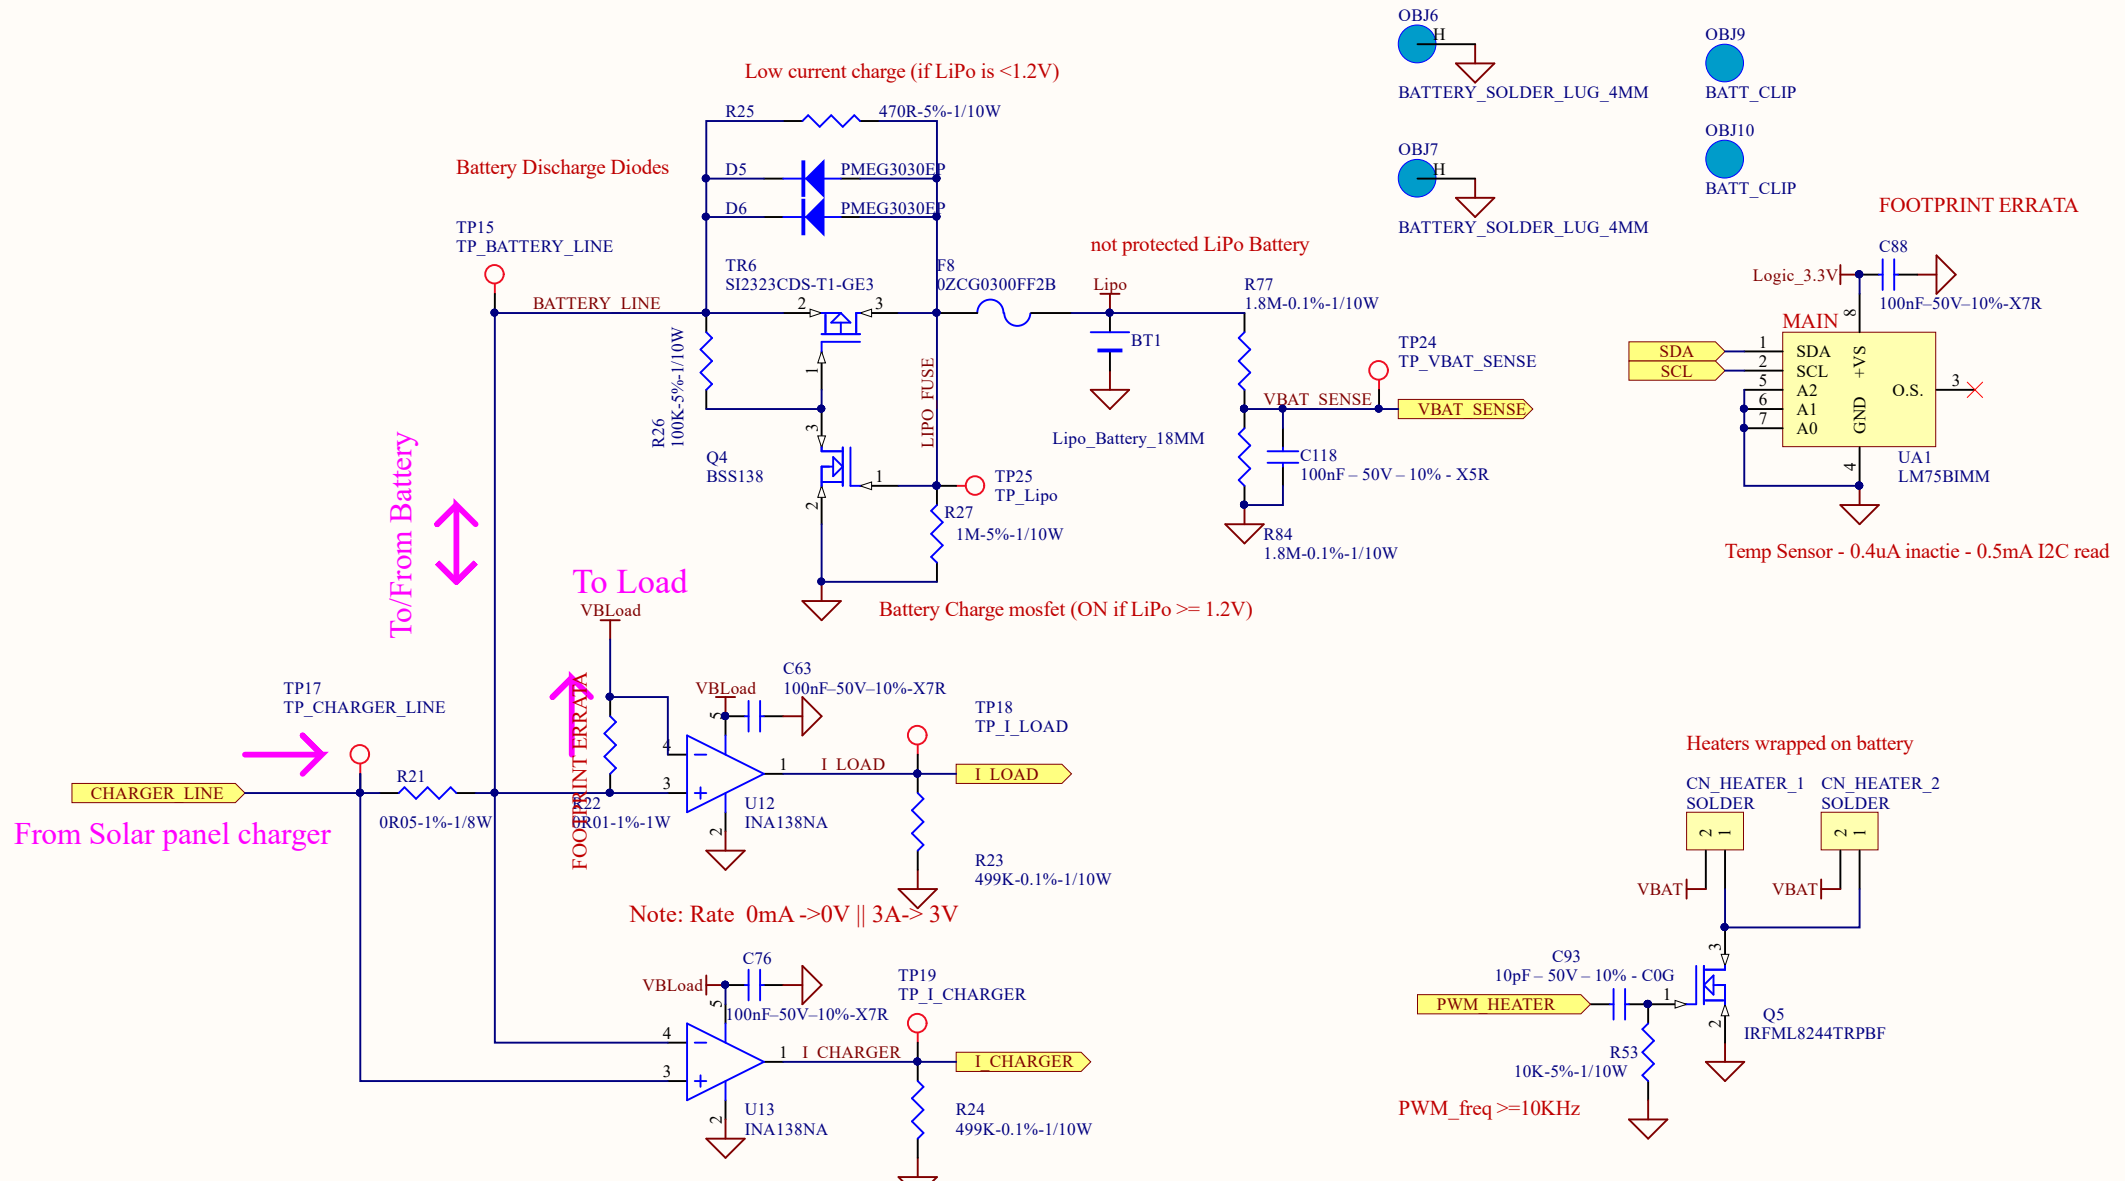 Low current charge (if LiPo is <1.2V)
R25
470R-5%-1/10W
Battery Discharge Diodes
D5
PMEG3030EP
D6
PMEG3030EP
TP15
TP_BATTERY_LINE
BATTERY_LINE
TR6
SI2323CDS-T1-GE3
2
3
1
F8
0ZCG0300FF2B
not protected LiPo Battery
Lipo
BT1
Lipo_Battery_18MM
R77
1.8M-0.1%-1/10W
TP24
TP_VBAT_SENSE
VBAT_SENSE
VBAT_SENSE
C118
100nF – 50V – 10% - X5R
R84
1.8M-0.1%-1/10W
R26
100K-5%-1/10W
LIPO_FUSE
Q4
BSS138
3
1
2
TP25
TP_Lipo
R27
1M-5%-1/10W
Battery Charge mosfet (ON if LiPo >= 1.2V)
OBJ6
H
BATTERY_SOLDER_LUG_4MM
OBJ7
H
BATTERY_SOLDER_LUG_4MM
OBJ9
BATT_CLIP
OBJ10
BATT_CLIP
FOOTPRINT ERRATA
C88
Logic_3.3V
100nF–50V–10%-X7R
8
MAIN
SDA
1
SDA
SCL
2
SCL
5
A2
6
A1
7
A0
+VS
GND
O.S.
3
4
UA1
LM75BIMM
Temp Sensor - 0.4uA inactie - 0.5mA I2C read
To/From Battery
To Load
VBLoad
FOOTPRINT ERRATA
TP17
TP_CHARGER_LINE
CHARGER_LINE
From Solar panel charger
R21
0R05-1%-1/8W
R22
0R01-1%-1W
VBLoad
C63
100nF–50V–10%-X7R
5
4
3
1
2
I_LOAD
U12
INA138NA
TP18
TP_I_LOAD
I_LOAD
R23
499K-0.1%-1/10W
Note: Rate  0mA ->0V || 3A-> 3V
C76
VBLoad
100nF–50V–10%-X7R
5
4
3
1
2
I_CHARGER
U13
INA138NA
TP19
TP_I_CHARGER
I_CHARGER
R24
499K-0.1%-1/10W
Heaters wrapped on battery
CN_HEATER_1
SOLDER
2
1
VBAT
CN_HEATER_2
SOLDER
2
1
VBAT
C93
10pF – 50V – 10% - C0G
PWM_HEATER
1
3
2
Q5
IRFML8244TRPBF
R53
10K-5%-1/10W
PWM_freq >=10KHz